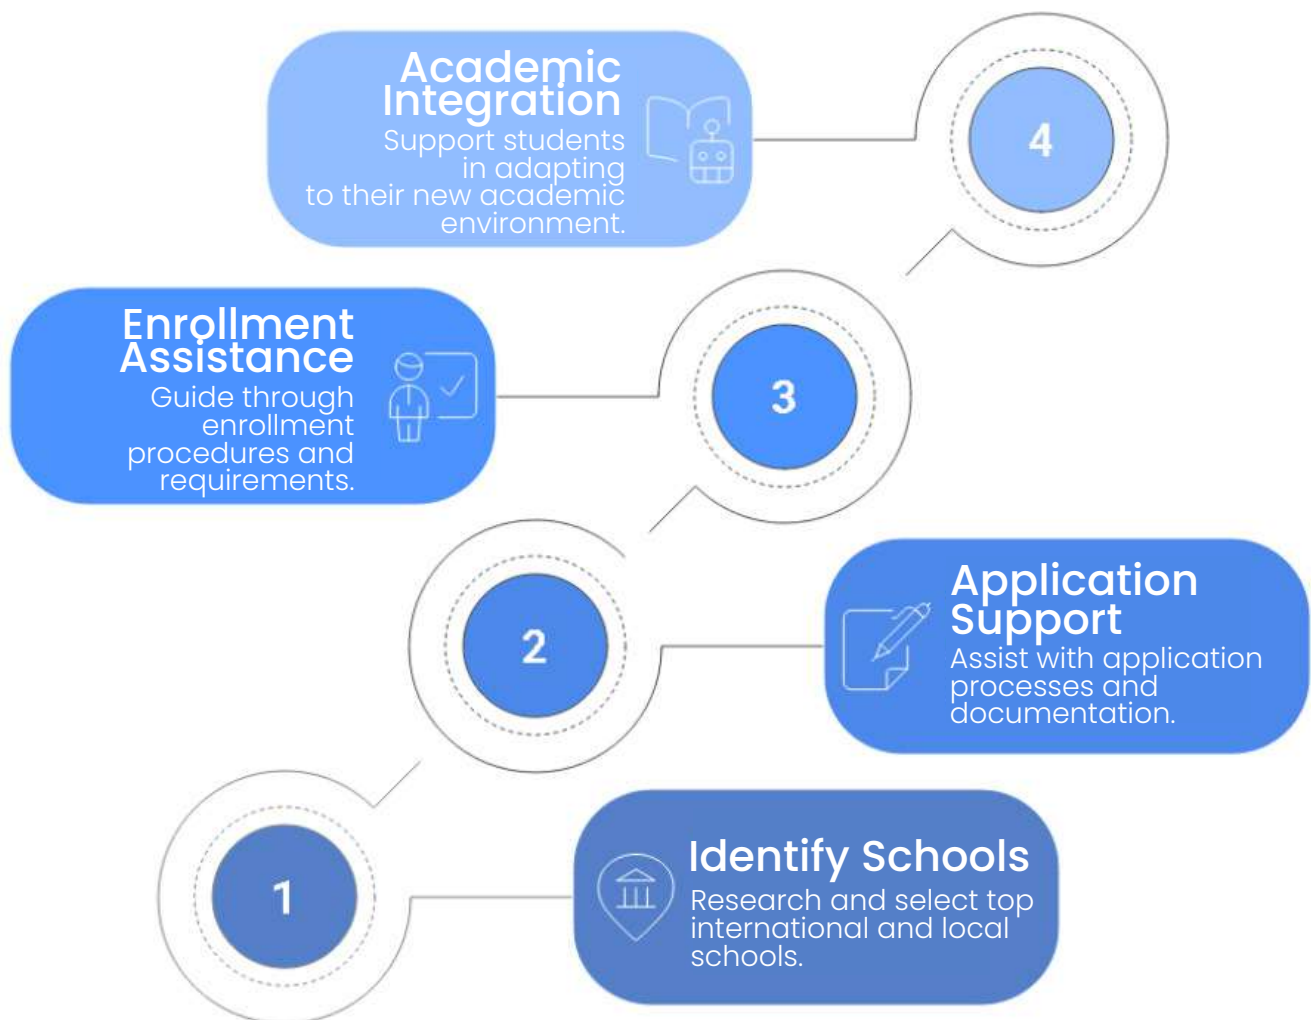 Academic
Integration
Support students
in adapting
to their new academic
environment.
4
Enrollment
Assistance
Guide through
enrollment
procedures and
requirements.
3
2
Application
Support
Assist with application
processes and
documentation.
1
Identify Schools
Research and select top
international and local
schools.